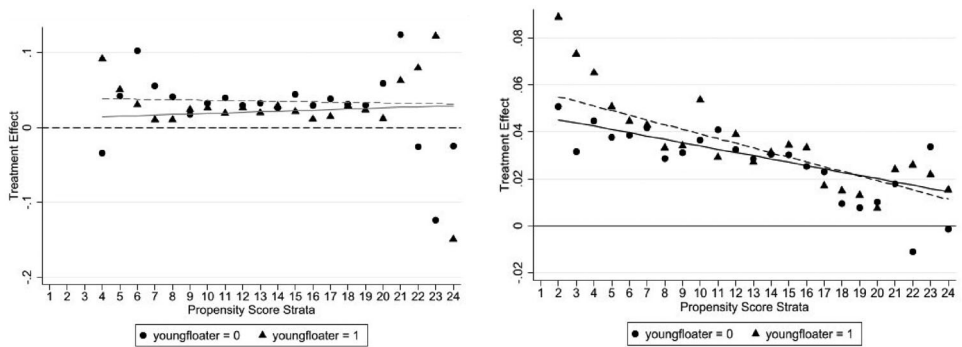 Treatment Effect
.1
0
-.1
-.2
1 2 3 4 5 6 7 8 9 10 11 12 13 14 15 16 17 18 19 20 21 22 23 24
Propensity Score Strata
youngfloater = 0 youngfloater = 1
Treatment Effect
.08
.06
.04
.02
0
-.02
1 2 3 4 5 6 7 8 9 10 11 12 13 14 15 16 17 18 19 20 21 22 23 24
Propensity Score Strata
youngfloater = 0 youngfloater = 1